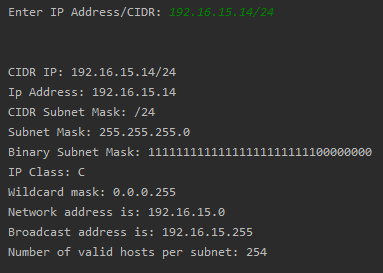 Enter IP Address/CIDR: 192.16.15.14/24
CIDR IP: 192.16.15.14/24
Ip Address: 192.16.15.14
CIDR Subnet Mask: /24
Subnet Mask: 255.255.255.0
Binary Subnet Mask: 11111111111111111111111100000000
IP Class: C
Wildcard mask: 0.0.0.255
Network address is: 192.16.15.0
Broadcast address is: 192.16.15.255
Number of valid hosts per subnet: 254